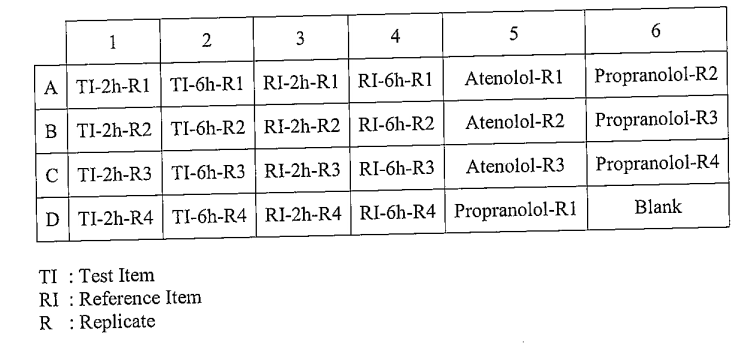 1 2 3 4 5 6
A TI-2h-R1 TI-6h-R1 RI-2h-R1 RI-6h-R1 Atenolol-R1 Propranolol-R2
B TI-2h-R2 TI-6h-R2 RI-2h-R2 RI-6h-R2 Atenolol-R2 Propranolol-R3
C TI-2h-R3 TI-6h-R3 RI-2h-R3 RI-6h-R3 Atenolol-R3 Propranolol-R4
D TI-2h-R4 TI-6h-R4 RI-2h-R4 RI-6h-R4 Propranolol-R1 Blank
TI : Test Item
RI : Reference Item
R : Replicate